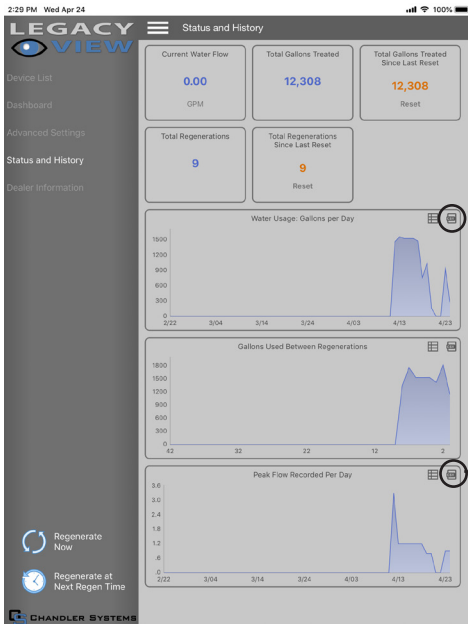 2:29 PM Wed Apr 24
100%
LEGACY
VIEW
Status and History
Device List
Dashboard
Advanced Settings
Status and History
Dealer Information
Current Water Flow
0.00
GPM
Total Gallons Treated
12,308
Total Gallons Treated
Since Last Reset
12,308
Reset
Total Regenerations
9
Total Regenerations
Since Last Reset
9
Reset
Water Usage: Gallons per Day
1500
1200
900
600
300
0
2/22 3/04 3/14 3/24 4/03 4/13 4/23
Gallons Used Between Regenerations
1800
1500
1200
900
600
300
0
42 32 22 12 2
Peak Flow Recorded Per Day
3.6
3.0
2.4
1.8
1.2
.6
.0
2/22 3/04 3/14 3/24 4/03 4/13 4/23
Regenerate
Now
Regenerate at
Next Regen Time
CHANDLER SYSTEMS